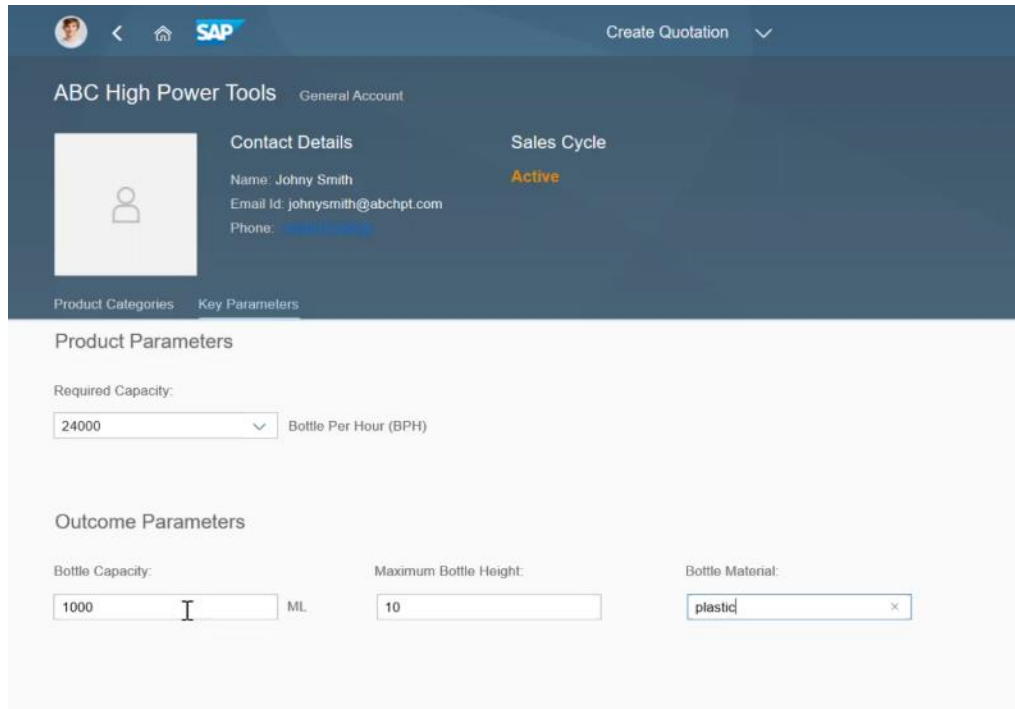 SAP
Create Quotation
ABC High Power Tools General Account
Contact Details
Name: Johny Smith
Email Id: johnysmith@abchpt.com
Phone:
Sales Cycle
Active
Product Categories Key Parameters
Product Parameters
Required Capacity:
24000 Bottle Per Hour (BPH)
Outcome Parameters
Bottle Capacity: Maximum Bottle Height: Bottle Material:
1000 ML 10 plastic